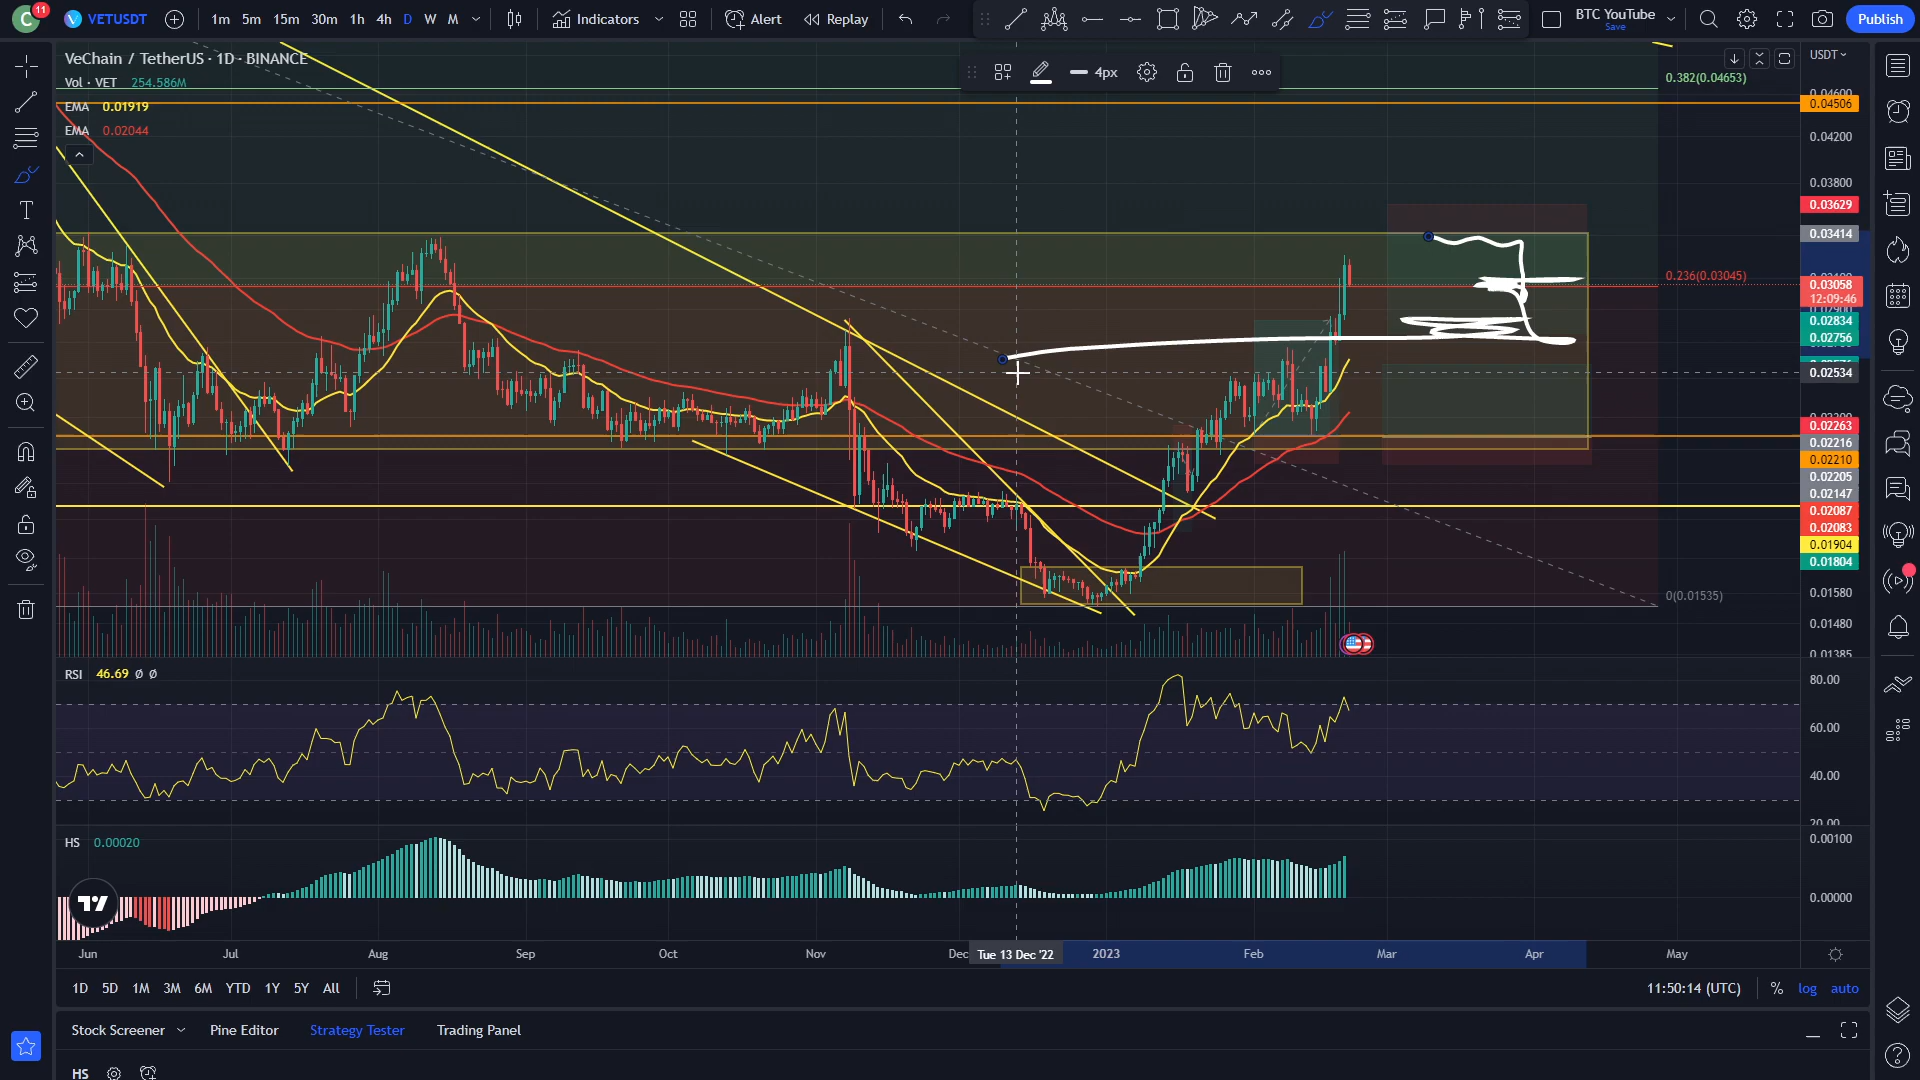 C 11 VETUSDT 1m 5m 15m 30m 1h 4h D W M Indicators Alert Replay BTC YouTube Save Publish
VeChain / TetherUS · 1D · BINANCE
Vol · VET 254.586M
EMA 0.01919
EMA 0.02044
4px
USDT
0.382(0.04653)
0.04506
0.04200
0.03800
0.03629
0.03414
0.236(0.03045)
0.03058
12:09:46
0.02834
0.02756
0.02534
0.02263
0.02216
0.02210
0.02205
0.02147
0.02087
0.02083
0.01904
0.01804
0.01580
0(0.01535)
0.01480
0.01385
RSI 46.69 Ø Ø
80.00
60.00
40.00
20.00
HS 0.00020
0.00100
0.00000
Jun Jul Aug Sep Oct Nov Dec Tue 13 Dec '22 2023 Feb Mar Apr May
1D 5D 1M 3M 6M YTD 1Y 5Y All 11:50:14 (UTC) % log auto
Stock Screener Pine Editor Strategy Tester Trading Panel
HS